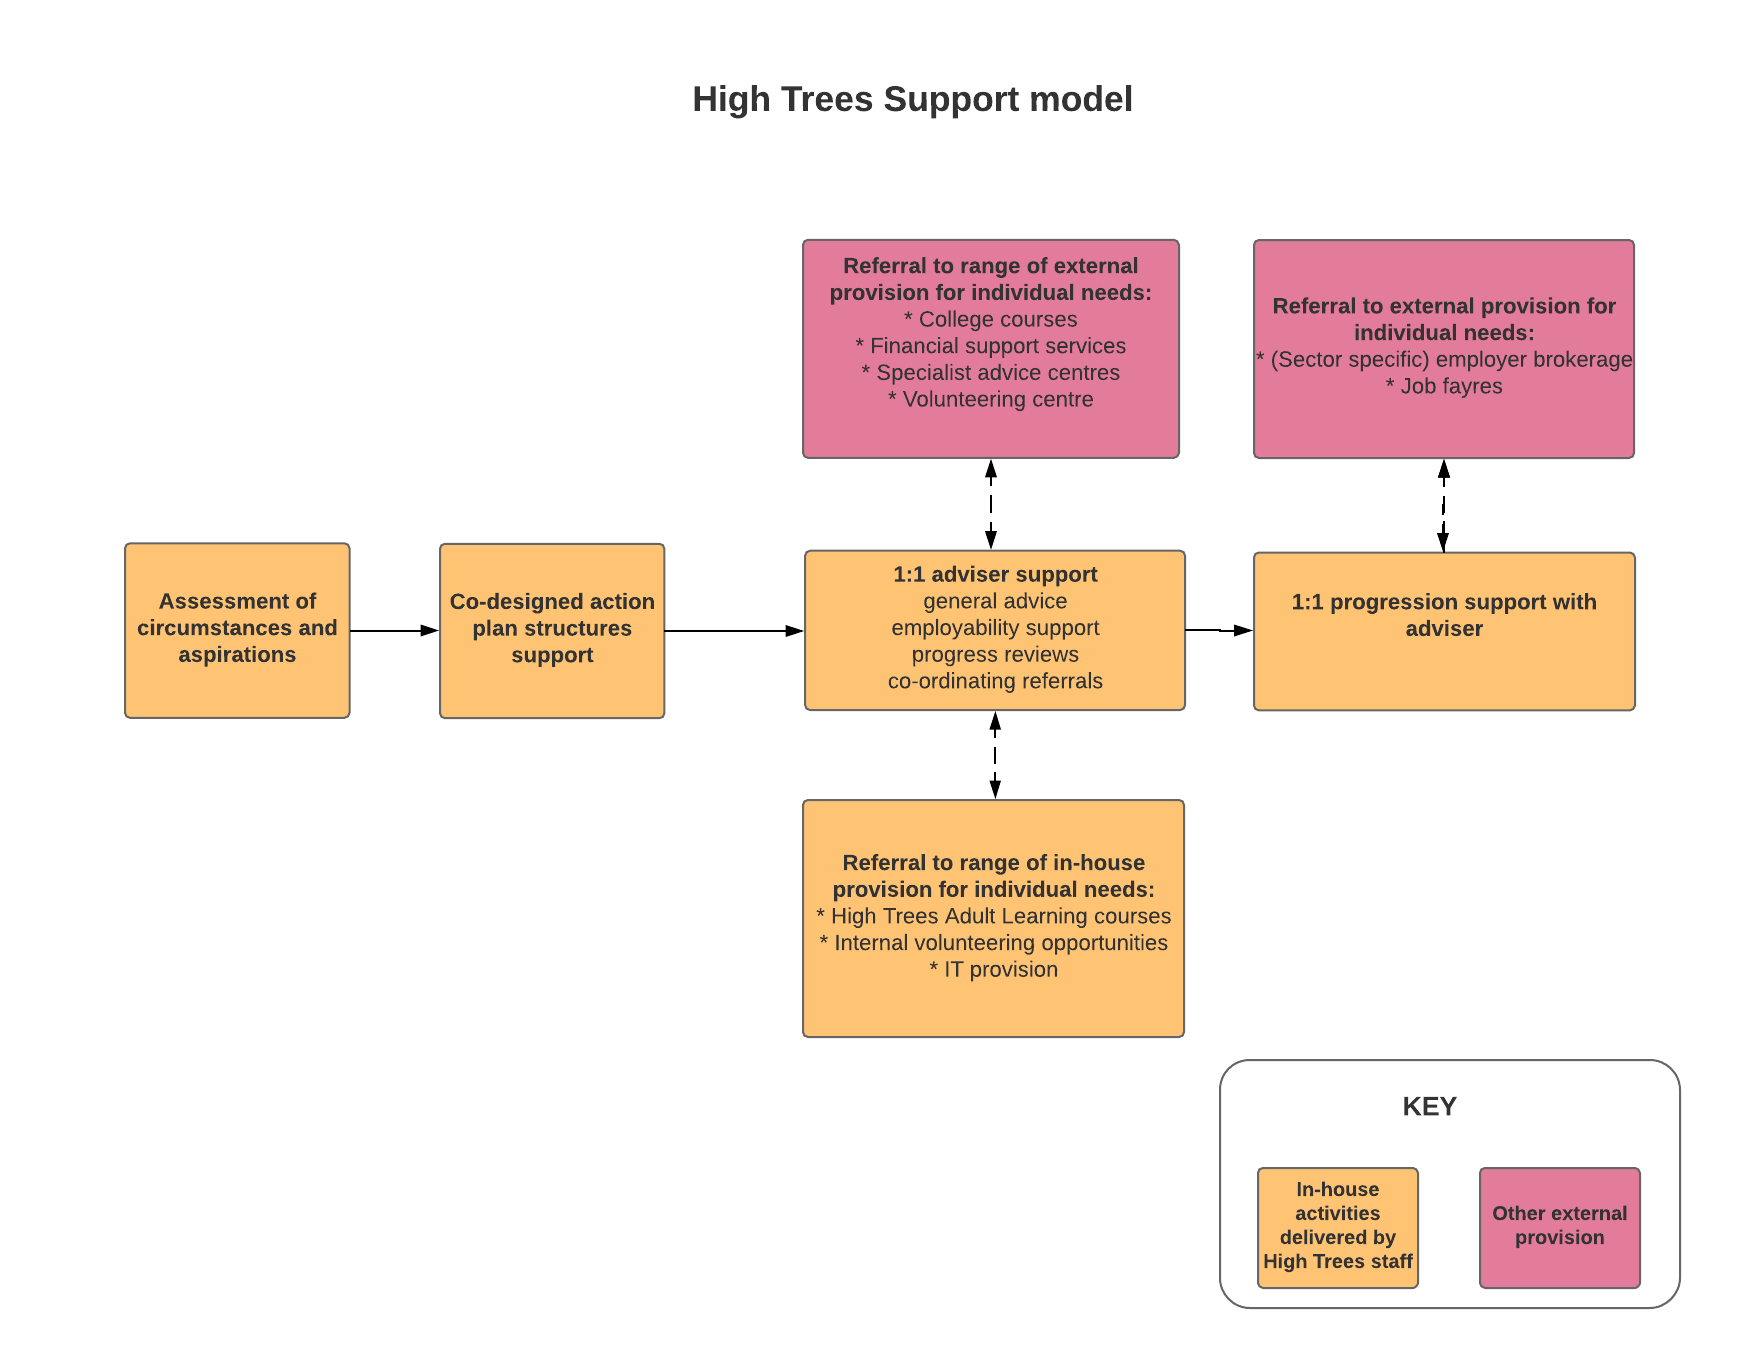 High Trees Support model
Referral to range of external
provision for individual needs:
* College courses
* Financial support services
* Specialist advice centres
* Volunteering centre
Referral to external provision for
individual needs:
* (Sector specific) employer brokerage
* Job fayres
Assessment of
circumstances and
aspirations
Co-designed action
plan structures
support
1:1 adviser support
general advice
employability support
progress reviews
co-ordinating referrals
1:1 progression support with
adviser
Referral to range of in-house
provision for individual needs:
* High Trees Adult Learning courses
* Internal volunteering opportunities
* IT provision
KEY
In-house
activities
delivered by
High Trees staff
Other external
provision